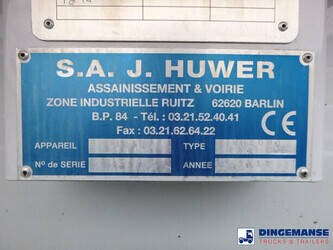 S.A. J. HUWER
ASSAINISSEMENT & VOIRIE
ZONE INDUSTRIELLE RUITZ 62620 BARLIN
B.P. 84 - Tél. : 03.21.52.40.41
Fax : 03.21.62.64.22
CE
APPAREIL TYPE
N° de SERIE ANNEE
DINGEMANSE
TRUCKS & TRAILERS